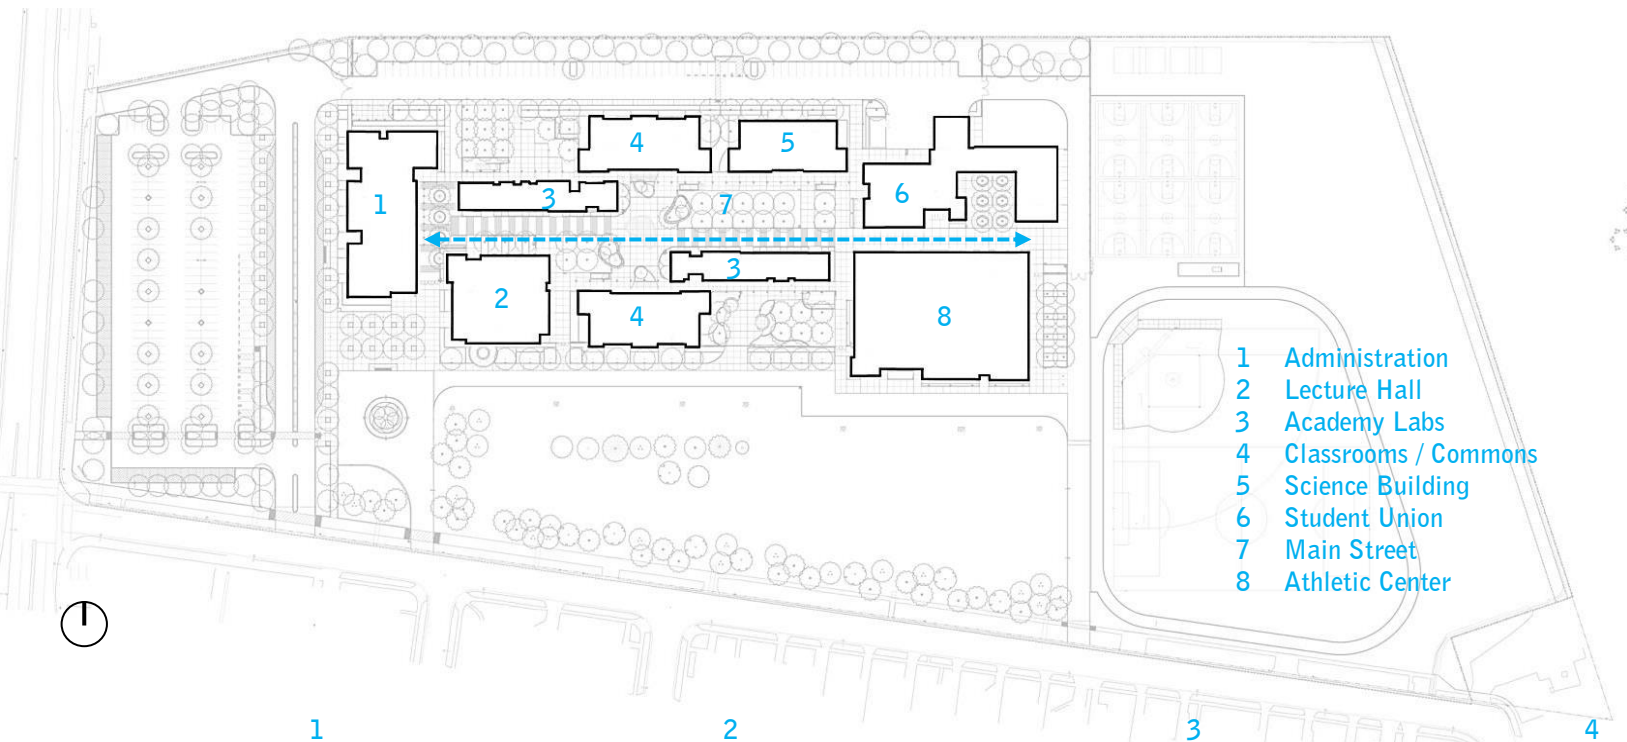 4
5
1
3
7
6
3
2
4
8
1 Administration
2 Lecture Hall
3 Academy Labs
4 Classrooms / Commons
5 Science Building
6 Student Union
7 Main Street
8 Athletic Center
1 2 3 4